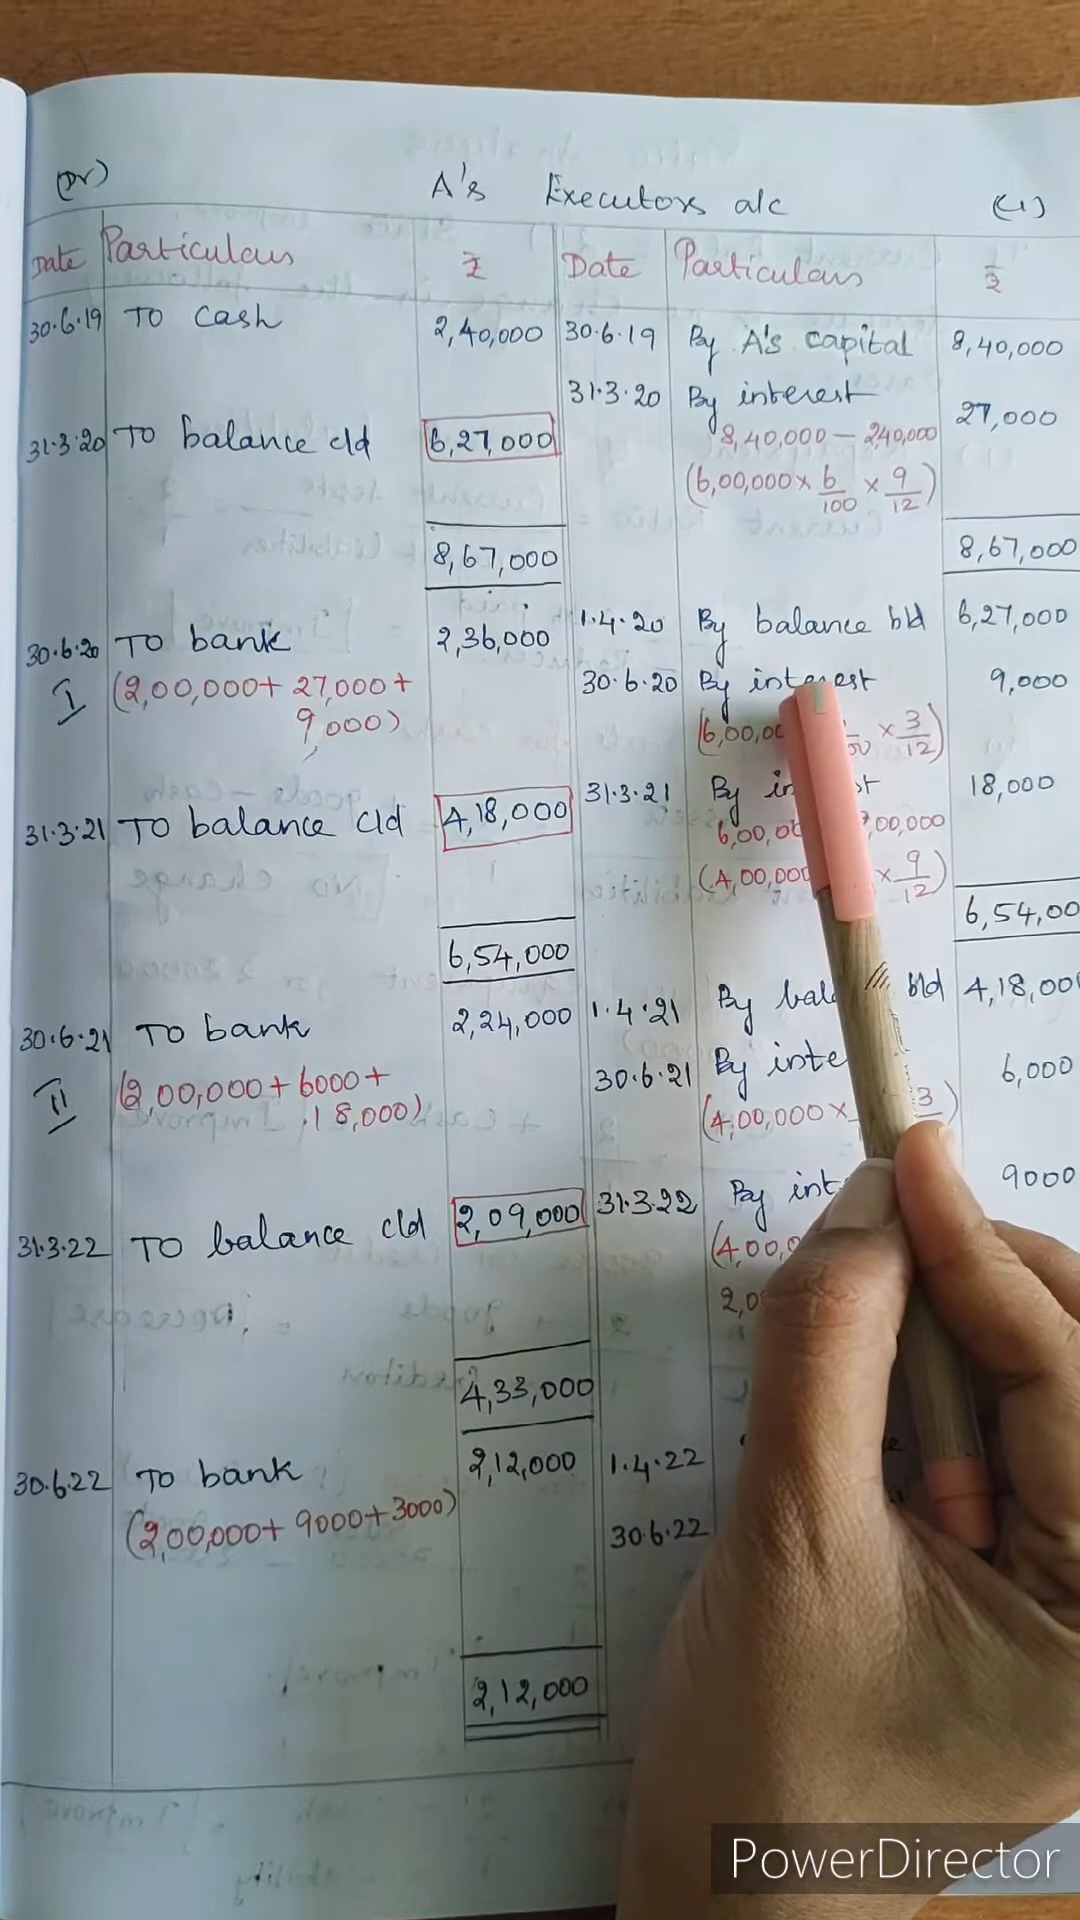 (Dr) A's Executors a/c (Cr)
Date Particulars ₹ Date Particulars ₹
30.6.19 To cash 2,40,000 30.6.19 By A's capital 8,40,000
31.3.20 By interest 27,000
31.3.20 To balance c/d 6,27,000 8,40,000 - 240,000
(6,00,000 × 6/100 × 9/12)
8,67,000 8,67,000
30.6.20 To bank 2,36,000 1.4.20 By balance b/d 6,27,000
I (2,00,000 + 27,000 + 30.6.20 By interest 9,000
9,000) × 3/12)
31.3.21 To balance c/d 4,18,000 31.3.21 By 18,000
(4,00,000 × 9/12)
6,54,000 6,54,00
30.6.21 To bank 2,24,000 1.4.21 By b/d 4,18,00
II (2,00,000 + 6000 + 30.6.21 By 6,000
18,000) (4,00,000 × 3
31.3.22 To balance c/d 2,09,000 31.3.22 By 9000
4,33,000
30.6.22 To bank 2,12,000 1.4.22
(2,00,000 + 9000 + 3000) 30.6.22
2,12,000
PowerDirector